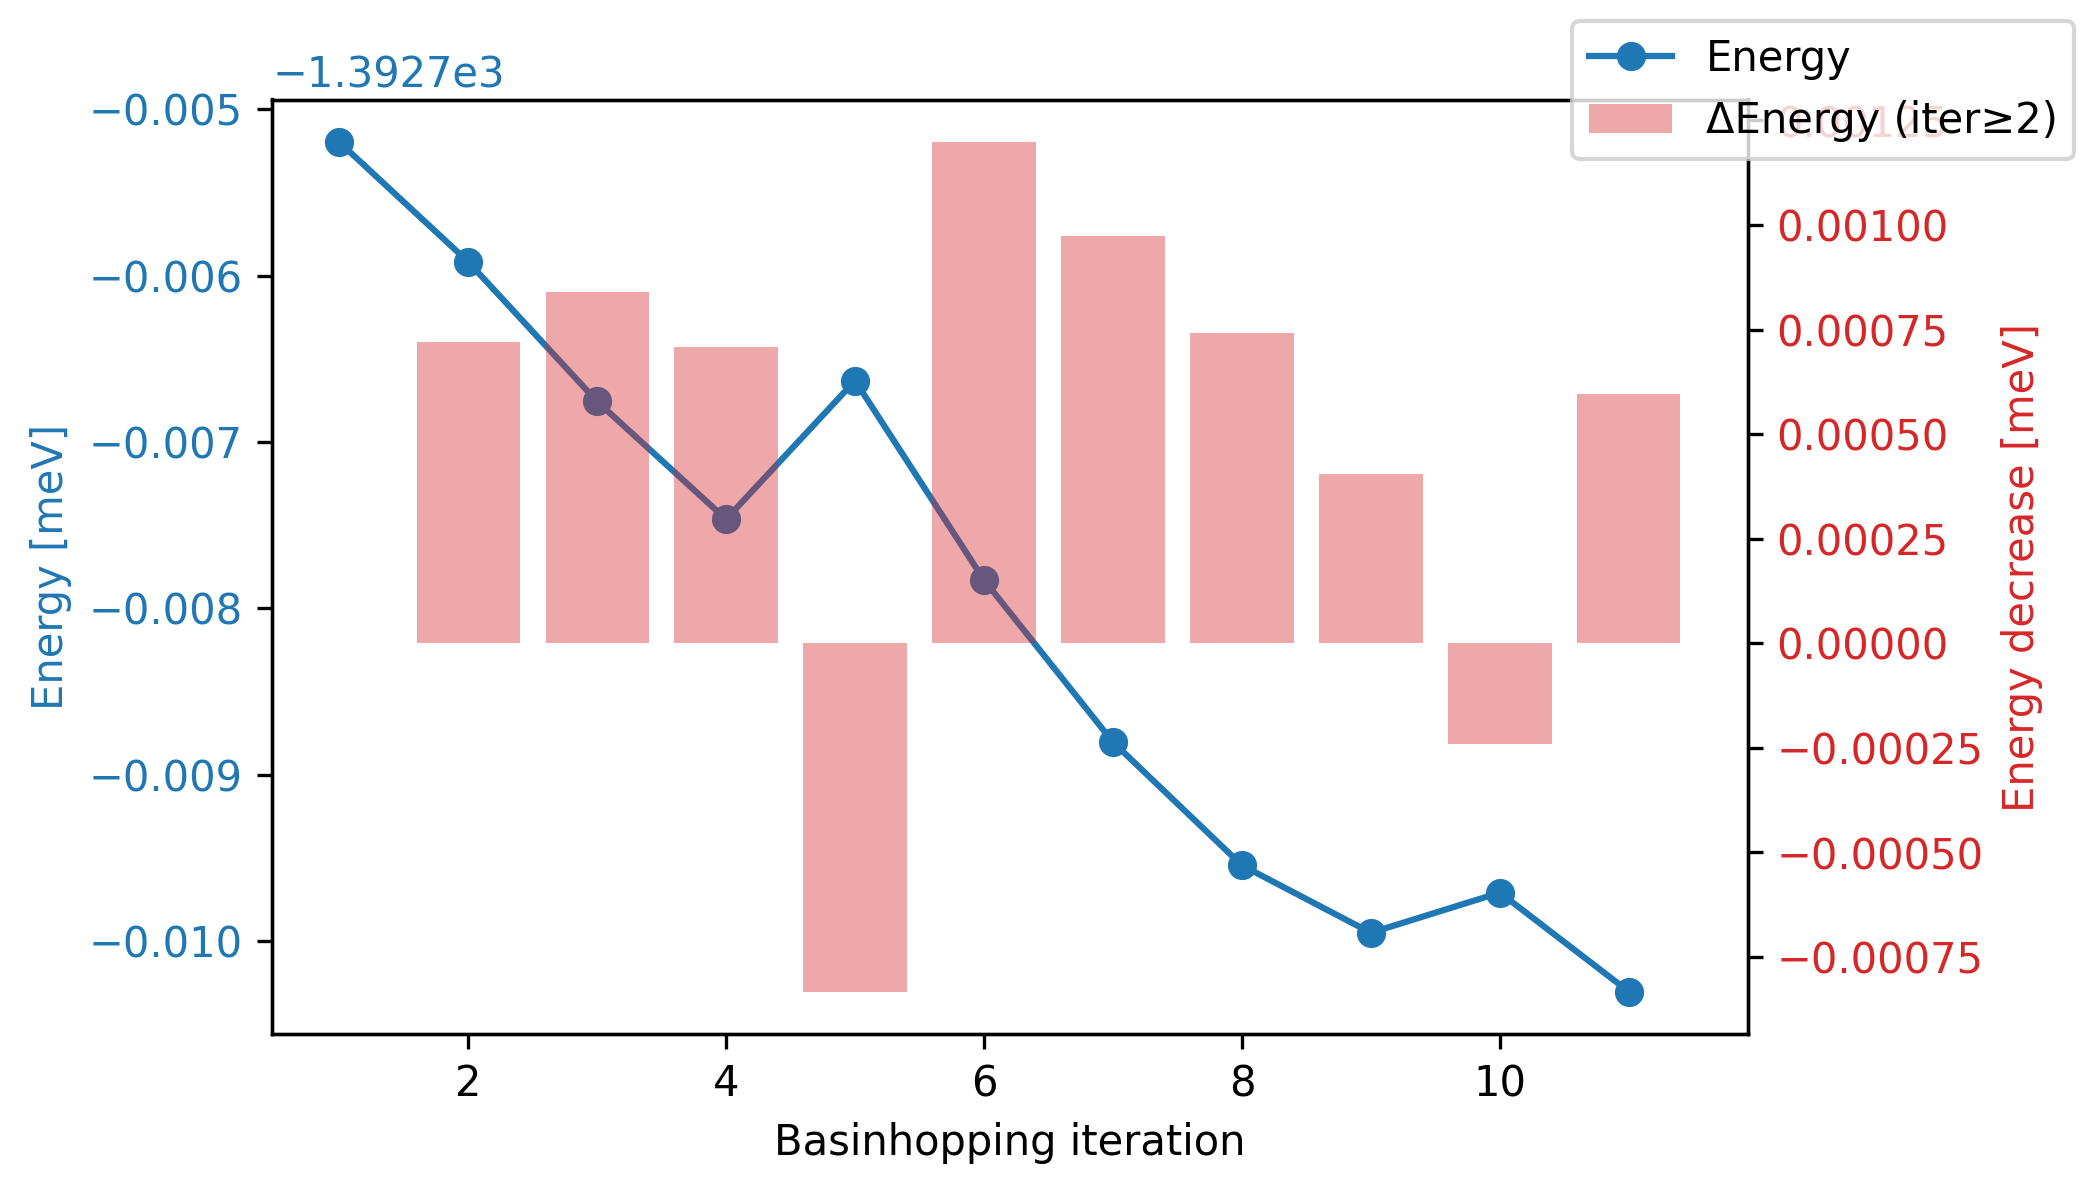 −1.3927e3
Energy
ΔEnergy (iter≥2)
−0.005
−0.006
−0.007
−0.008
−0.009
−0.010
Energy [meV]
0.00125
0.00100
0.00075
0.00050
0.00025
0.00000
−0.00025
−0.00050
−0.00075
Energy decrease [meV]
2 4 6 8 10
Basinhopping iteration